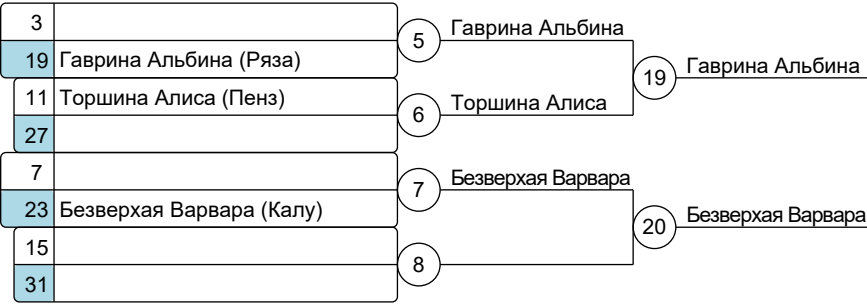 3
19 Гаврина Альбина (Ряза)
11 Торшина Алиса (Пенз)
27
7
23 Безверхая Варвара (Калу)
15
31
5 Гаврина Альбина
6 Торшина Алиса
7 Безверхая Варвара
8
19 Гаврина Альбина
20 Безверхая Варвара